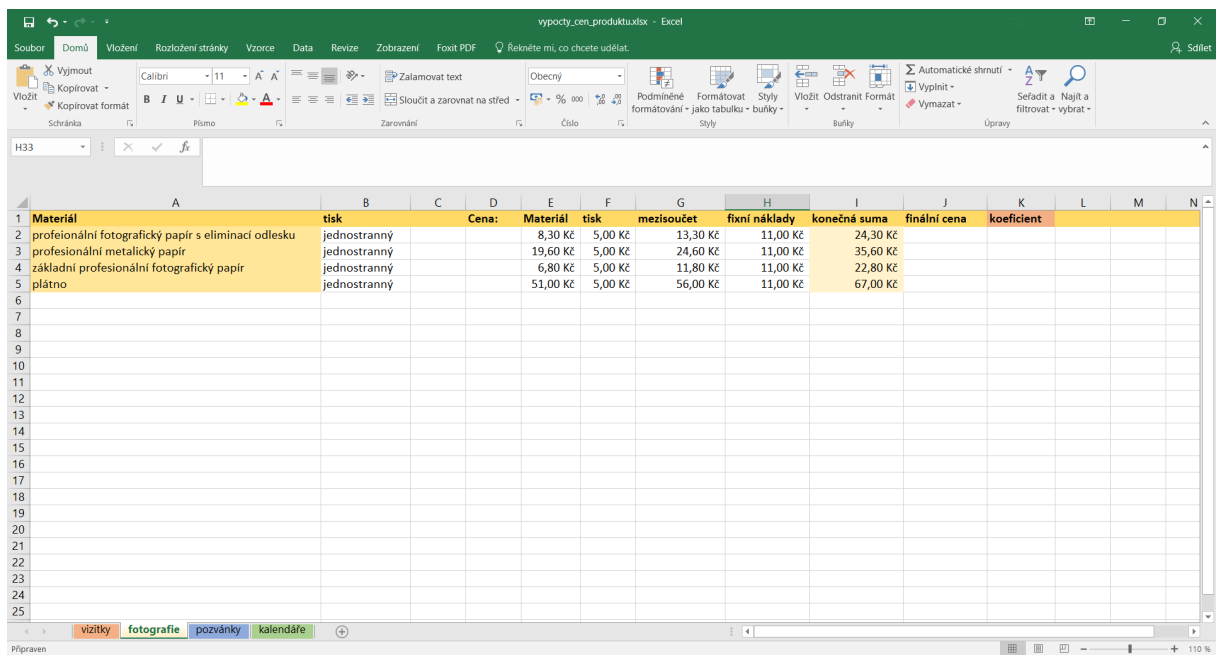 vypocty_cen_produktu.xlsx - Excel
Soubor Domů Vložení Rozložení stránky Vzorce Data Revize Zobrazení Foxit PDF Řekněte mi, co chcete udělat. Sdílet
Vložit
Vyjmout
Kopírovat
Kopírovat formát
Schránka
Calibri 11
B I U
Písmo
Zalamovat text
Sloučit a zarovnat na střed
Zarovnání
Obecný
% 000
Číslo
Podmíněné formátování
Formátovat jako tabulku
Styly buňky
Styly
Vložit Odstranit Formát
Buňky
Automatické shrnutí
Vyplnit
Vymazat
Seřadit a filtrovat
Najít a vybrat
Úpravy
H33 fx
A B C D E F G H I J K L M N
1 Materiál tisk Cena: Materiál tisk mezisoučet fixní náklady konečná suma finální cena koeficient
2 profeionální fotografický papír s eliminací odlesku jednostranný 8,30 Kč 5,00 Kč 13,30 Kč 11,00 Kč 24,30 Kč
3 profesionální metalický papír jednostranný 19,60 Kč 5,00 Kč 24,60 Kč 11,00 Kč 35,60 Kč
4 základní profesionální fotografický papír jednostranný 6,80 Kč 5,00 Kč 11,80 Kč 11,00 Kč 22,80 Kč
5 plátno jednostranný 51,00 Kč 5,00 Kč 56,00 Kč 11,00 Kč 67,00 Kč
6
7
8
9
10
11
12
13
14
15
16
17
18
19
20
21
22
23
24
25
vizitky fotografie pozvánky kalendáře
Připraven 110 %